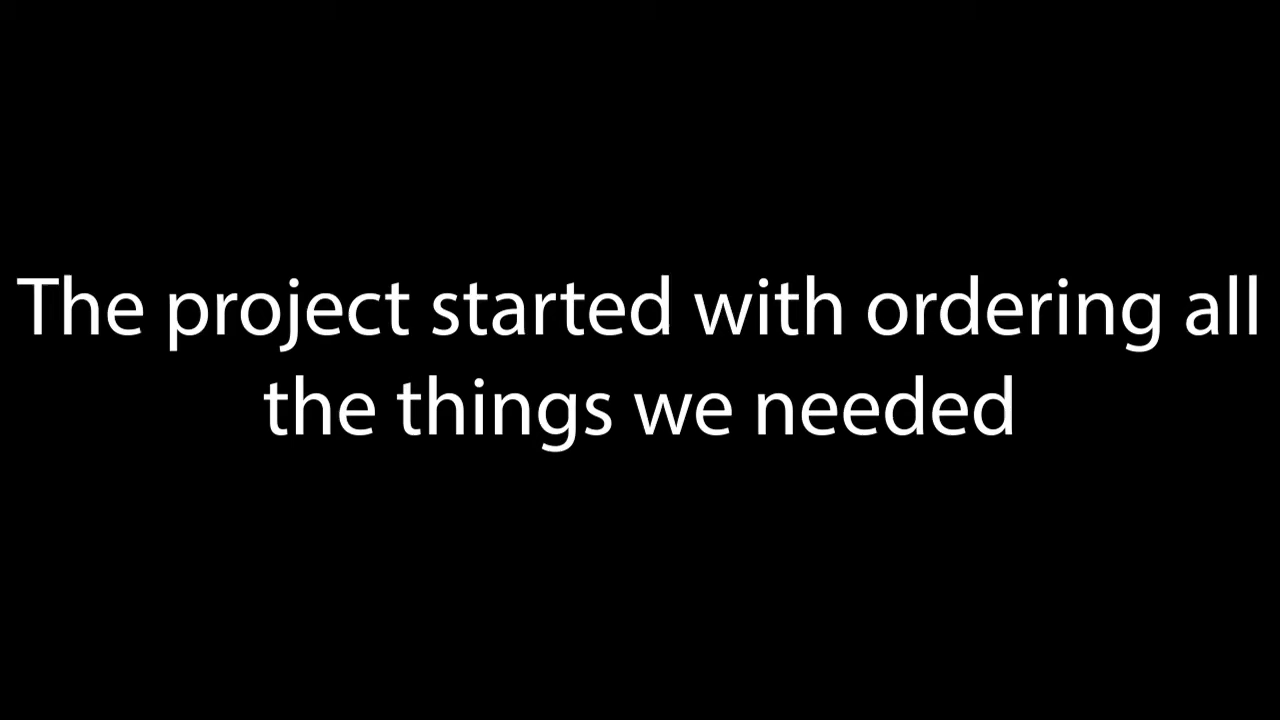 The project started with ordering all
the things we needed